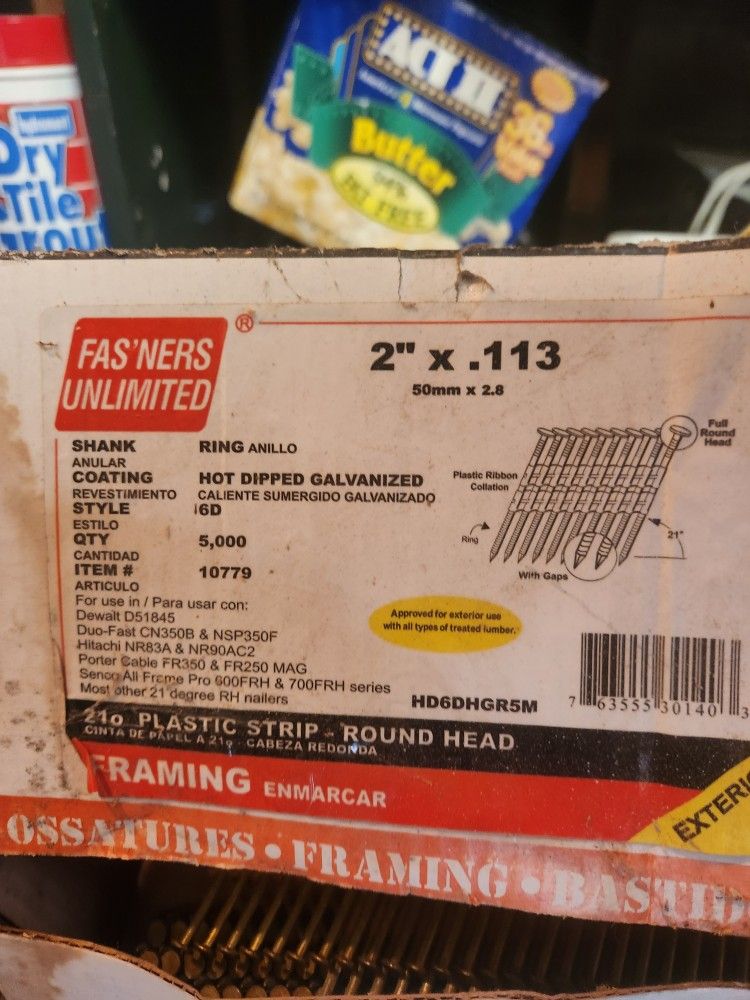 Dry
Tile
Grout
ACT II
Butter
94%
FAT FREE
FAS'NERS
UNLIMITED
®
2" x .113
50mm x 2.8
SHANK RING ANILLO
ANULAR
COATING HOT DIPPED GALVANIZED
REVESTIMIENTO CALIENTE SUMERGIDO GALVANIZADO
STYLE 6D
ESTILO
QTY 5,000
CANTIDAD
ITEM # 10779
ARTICULO
For use in / Para usar con:
Dewalt D51845
Duo-Fast CN350B & NSP350F
Hitachi NR83A & NR90AC2
Porter Cable FR350 & FR250 MAG
Senco All Frame Pro 600FRH & 700FRH series
Most other 21 degree RH nailers
Full
Round
Head
Plastic Ribbon
Collation
Ring
21°
With Gaps
Approved for exterior use
with all types of treated lumber.
HD6DHGR5M
7 63555 30140 3
21o PLASTIC STRIP - ROUND HEAD
CINTA DE PAPEL A 21o - CABEZA REDONDA
FRAMING ENMARCAR
EXTERI
OSSATURES • FRAMING • BASTID